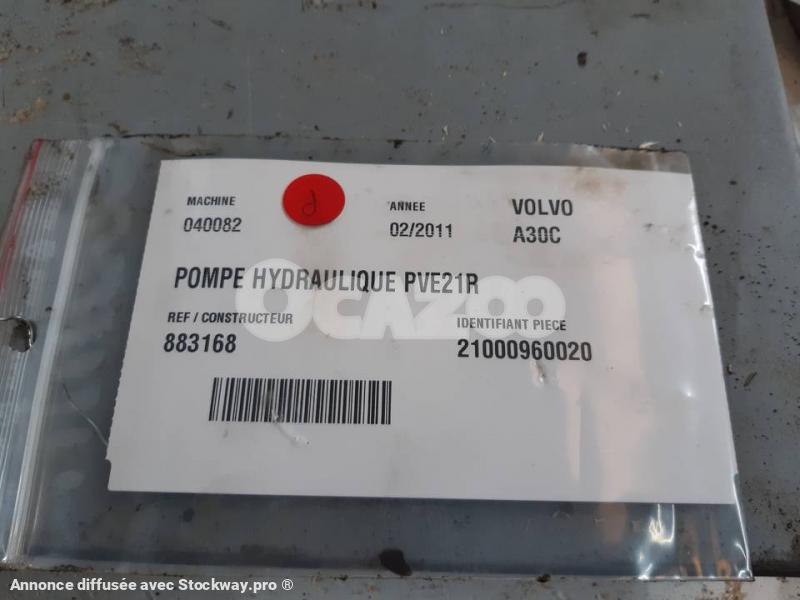 MACHINE
040082
ANNEE
02/2011
VOLVO
A30C
POMPE HYDRAULIQUE PVE21R
OCAZOO
REF / CONSTRUCTEUR
883168
IDENTIFIANT PIECE
21000960020
Annonce diffusée avec Stockway.pro ®